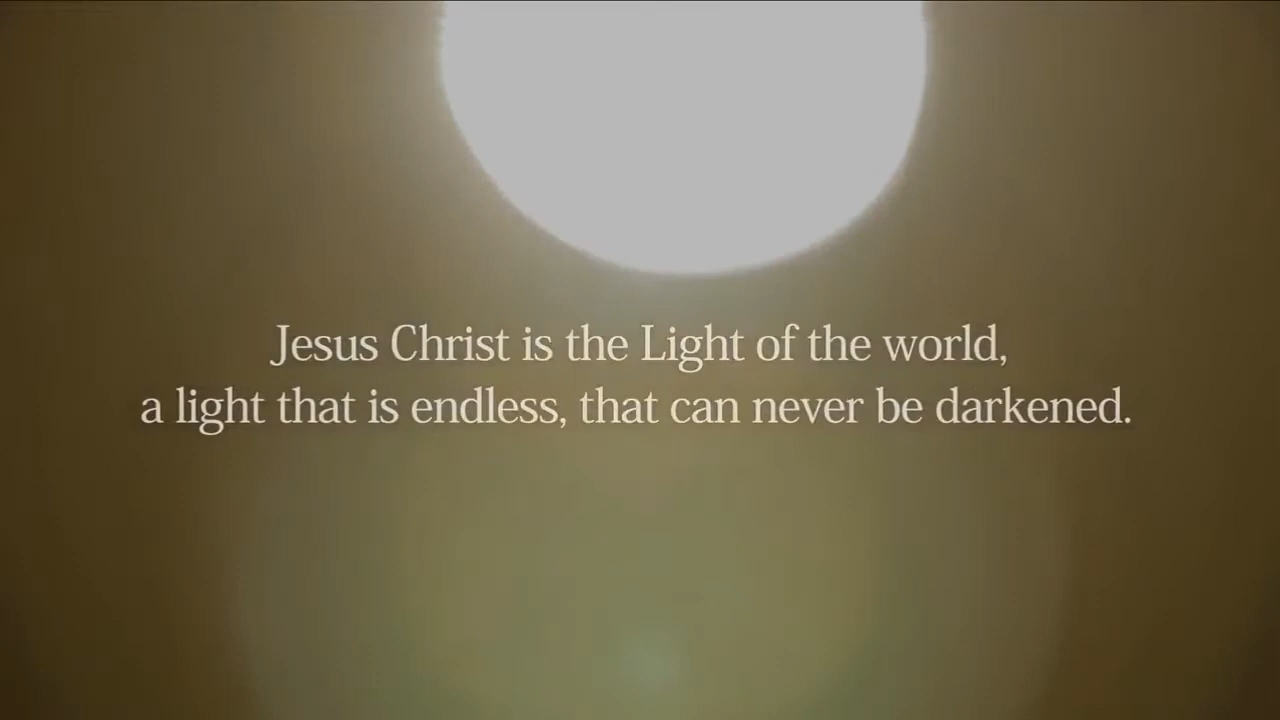 Jesus Christ is the Light of the world,
a light that is endless, that can never be darkened.